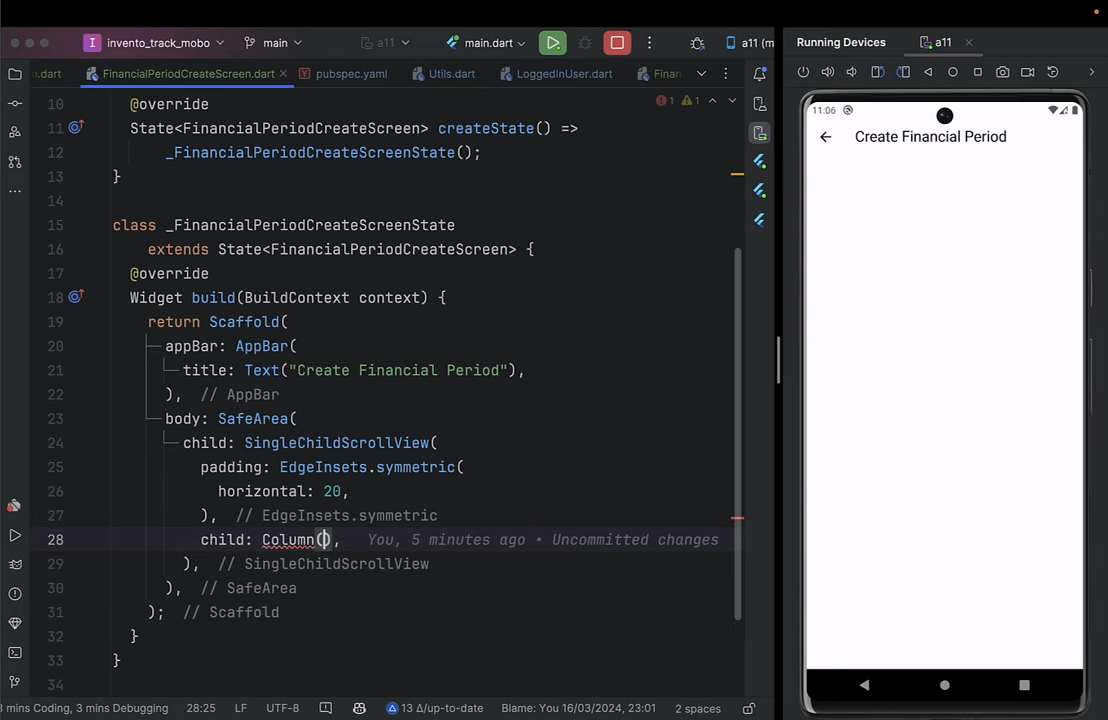 invento_track_mobo
main
a11
main.dart
a11 (m
Running Devices
a11
n.dart
FinancialPeriodCreateScreen.dart
pubspec.yaml
Utils.dart
LoggedInUser.dart
Finan
1
1
10 @override
11 State<FinancialPeriodCreateScreen> createState() =>
12 _FinancialPeriodCreateScreenState();
13 }
14
15 class _FinancialPeriodCreateScreenState
16 extends State<FinancialPeriodCreateScreen> {
17 @override
18 Widget build(BuildContext context) {
19 return Scaffold(
20 appBar: AppBar(
21 title: Text("Create Financial Period"),
22 ), // AppBar
23 body: SafeArea(
24 child: SingleChildScrollView(
25 padding: EdgeInsets.symmetric(
26 horizontal: 20,
27 ), // EdgeInsets.symmetric
28 child: Column(), You, 5 minutes ago • Uncommitted changes
29 ), // SingleChildScrollView
30 ), // SafeArea
31 ); // Scaffold
32 }
33 }
34
3 mins Coding, 3 mins Debugging
28:25
LF
UTF-8
13 Δ/up-to-date
Blame: You 16/03/2024, 23:01
2 spaces
11:06
Create Financial Period